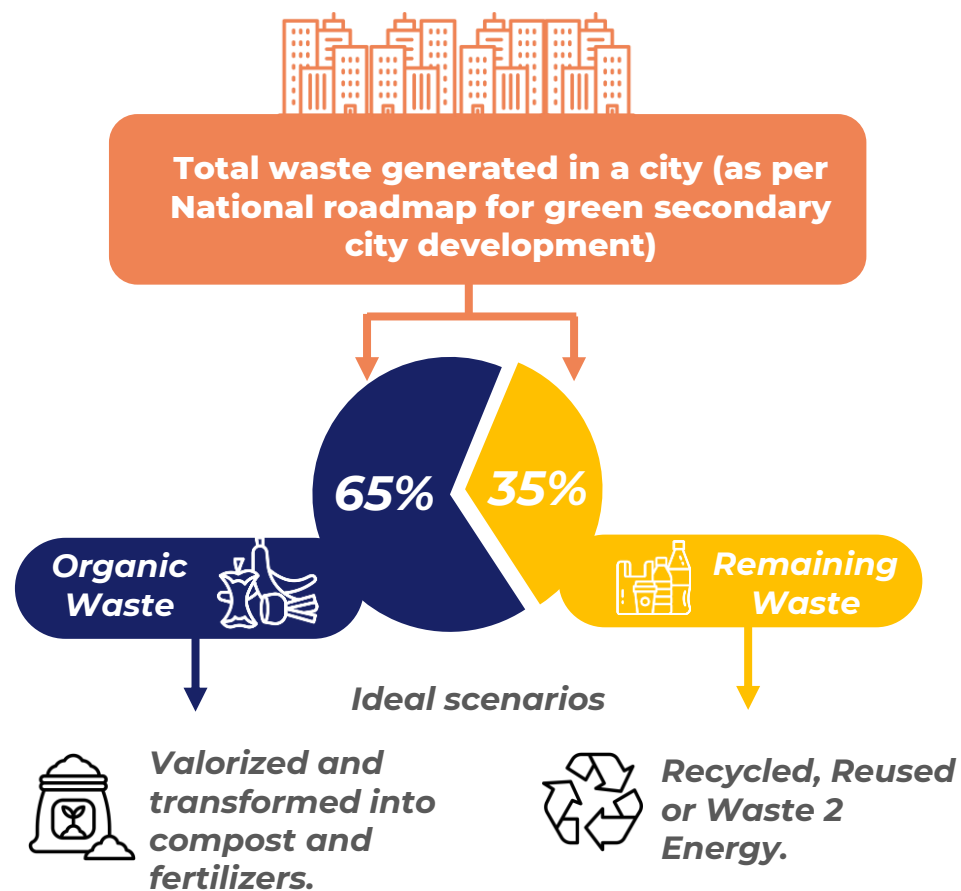 Total waste generated in a city (as per
National roadmap for green secondary
city development)
65%
35%
Organic
Waste
Remaining
Waste
Ideal scenarios
Valorized and
transformed into
compost and
fertilizers.
Recycled, Reused
or Waste 2
Energy.